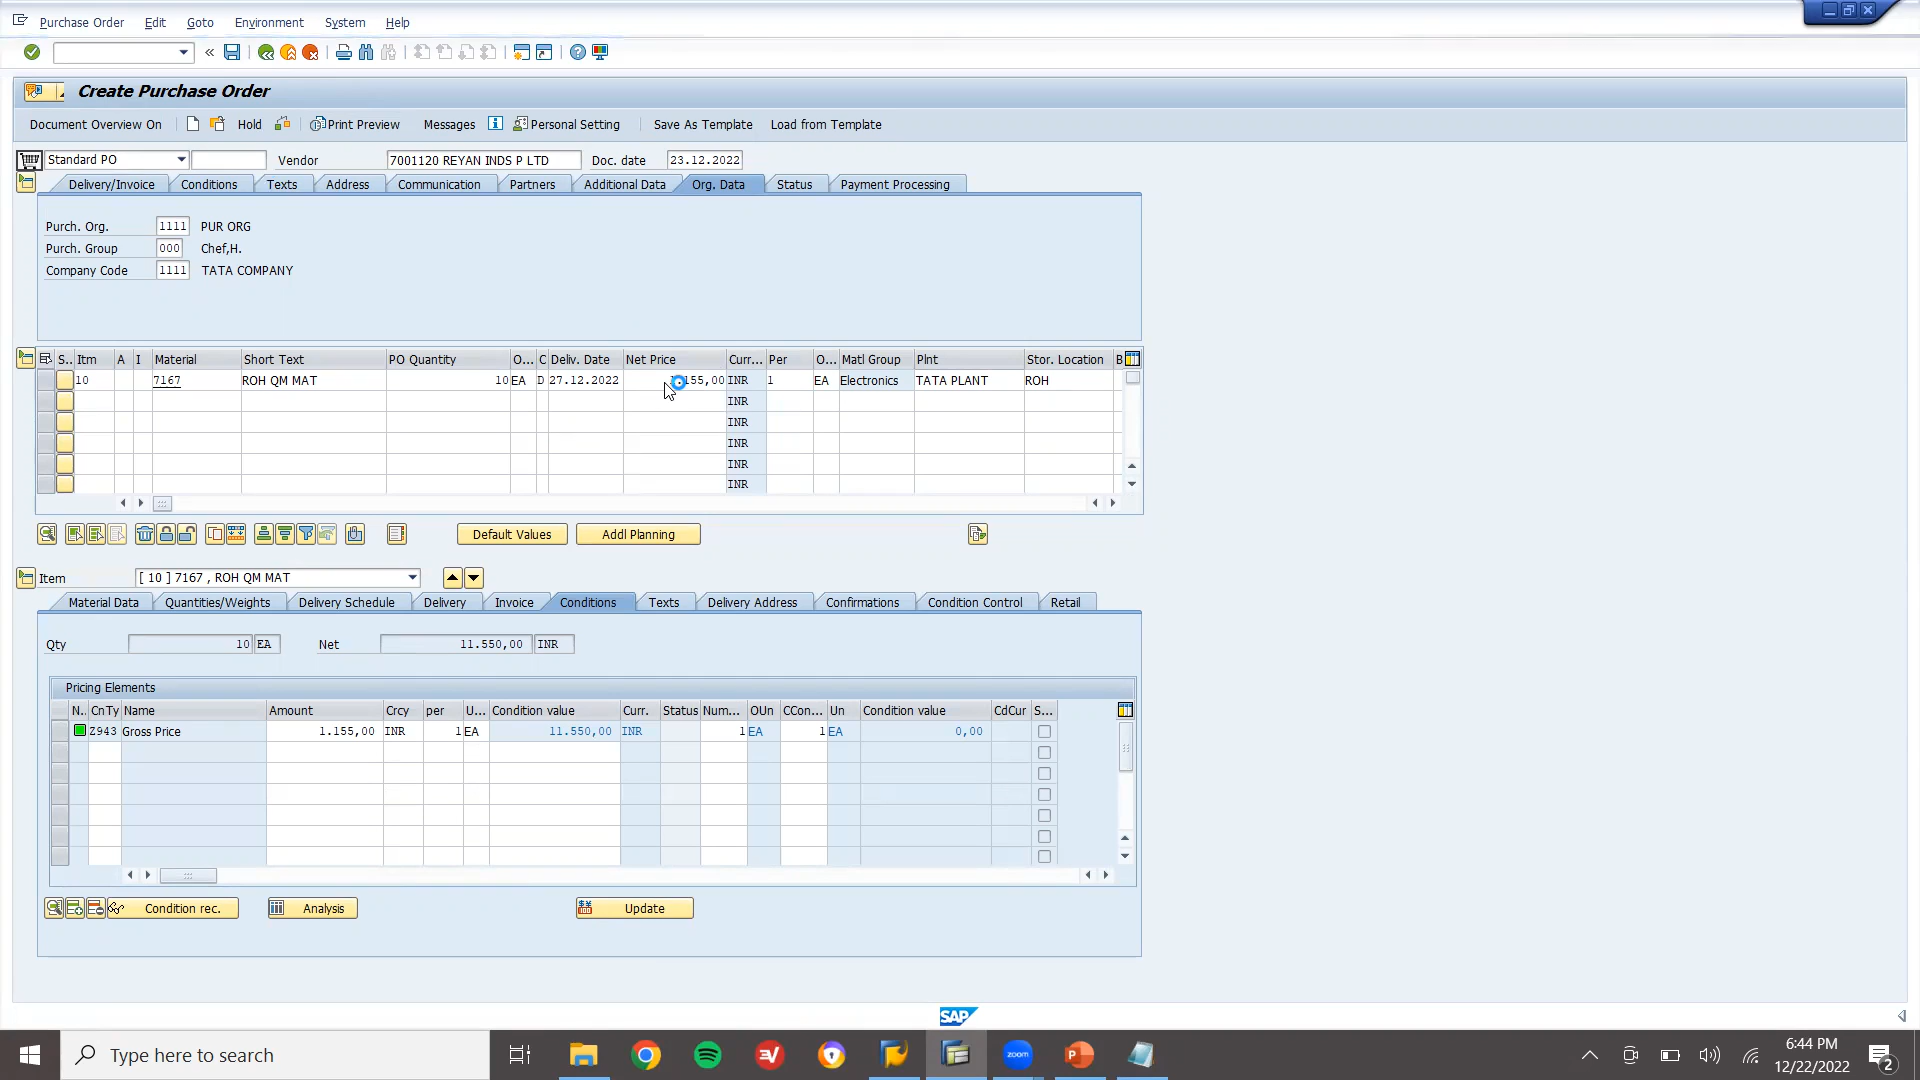 Purchase Order Edit Goto Environment System Help
«
Create Purchase Order
Document Overview On Hold Print Preview Messages Personal Setting Save As Template Load from Template
Standard PO Vendor 7001120 REYAN INDS P LTD Doc. date 23.12.2022
Delivery/Invoice Conditions Texts Address Communication Partners Additional Data Org. Data Status Payment Processing
Purch. Org. 1111 PUR ORG
Purch. Group 000 Chef,H.
Company Code 1111 TATA COMPANY
S.. Itm A I Material Short Text PO Quantity O... C Deliv. Date Net Price Curr... Per O... Matl Group Plnt Stor. Location B
10 7167 ROH QM MAT 10 EA D 27.12.2022 155,00 INR 1 EA Electronics TATA PLANT ROH
INR
INR
INR
INR
INR
Default Values Addl Planning
Item [ 10 ] 7167 , ROH QM MAT
Material Data Quantities/Weights Delivery Schedule Delivery Invoice Conditions Texts Delivery Address Confirmations Condition Control Retail
Qty 10 EA Net 11.550,00 INR
Pricing Elements
N.. CnTy Name Amount Crcy per U... Condition value Curr. Status Num... OUn CCon... Un Condition value CdCur S...
Z943 Gross Price 1.155,00 INR 1 EA 11.550,00 INR 1 EA 1 EA 0,00
Condition rec. Analysis Update
SAP
Type here to search
zoom
6:44 PM
12/22/2022
2